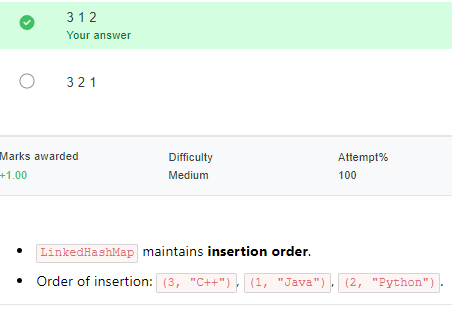 3 1 2
Your answer
3 2 1
Marks awarded Difficulty Attempt%
+1.00 Medium 100
• LinkedHashMap maintains insertion order.
• Order of insertion: (3, "C++"), (1, "Java"), (2, "Python").